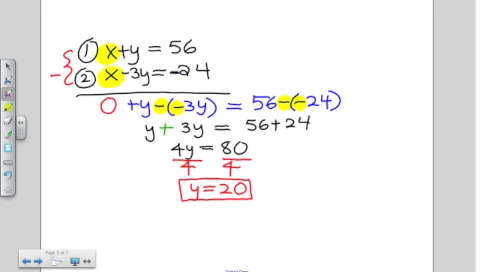 ① x+y = 56
② x-3y = -24
0 +y-(-3y) = 56-(-24)
y + 3y = 56+24
4y = 80
4 4
y=20